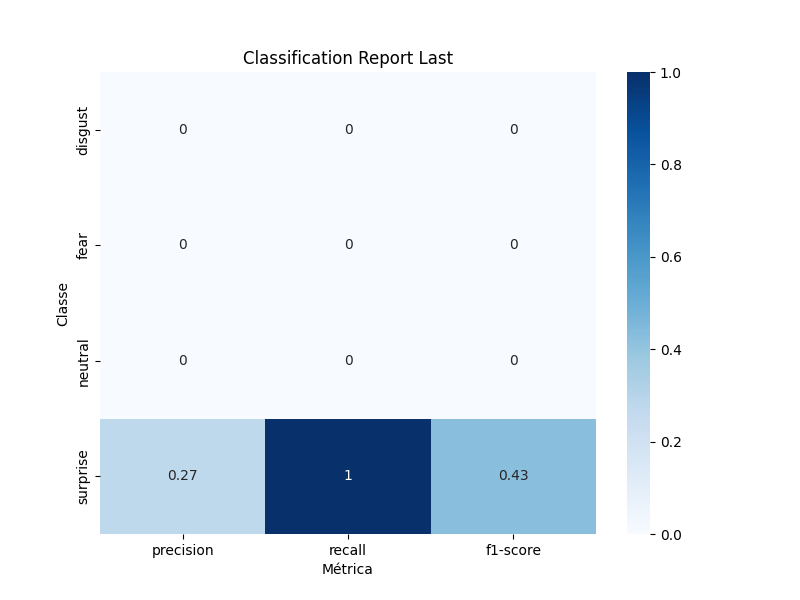 Classification Report Last
Classe
disgust 0 0 0
fear 0 0 0
neutral 0 0 0
surprise 0.27 1 0.43
precision recall f1-score
Métrica
1.0
0.8
0.6
0.4
0.2
0.0